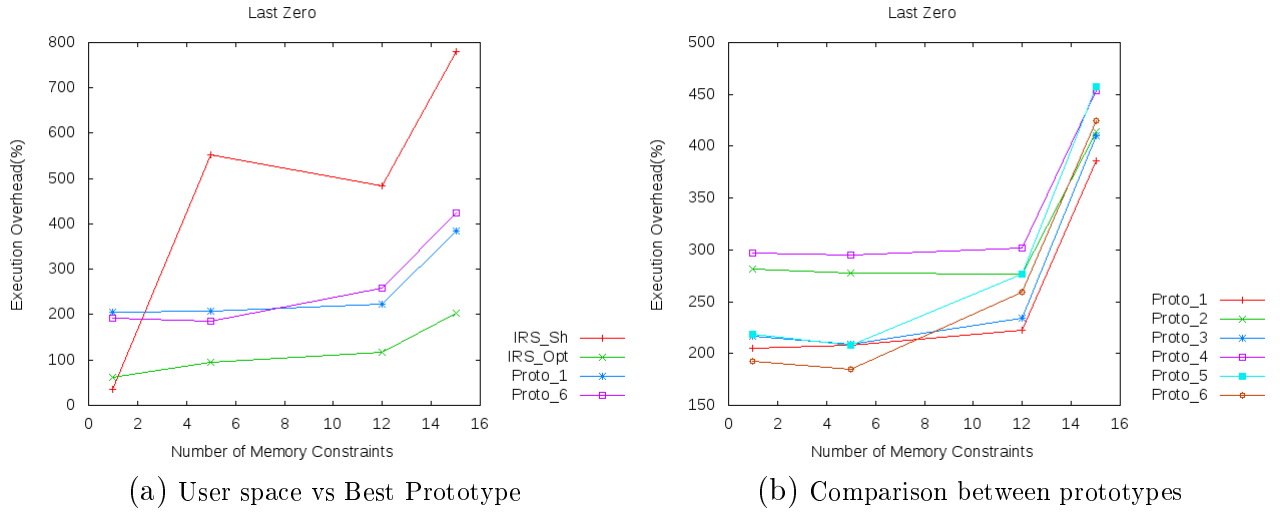 Last Zero
800
700
600
500
400
300
200
100
0
Execution Overhead(%)
0 2 4 6 8 10 12 14 16
Number of Memory Constraints
IRS_Sh
IRS_Opt
Proto_1
Proto_6
(a) User space vs Best Prototype
Last Zero
500
450
400
350
300
250
200
150
Execution Overhead(%)
0 2 4 6 8 10 12 14 16
Number of Memory Constraints
Proto_1
Proto_2
Proto_3
Proto_4
Proto_5
Proto_6
(b) Comparison between prototypes